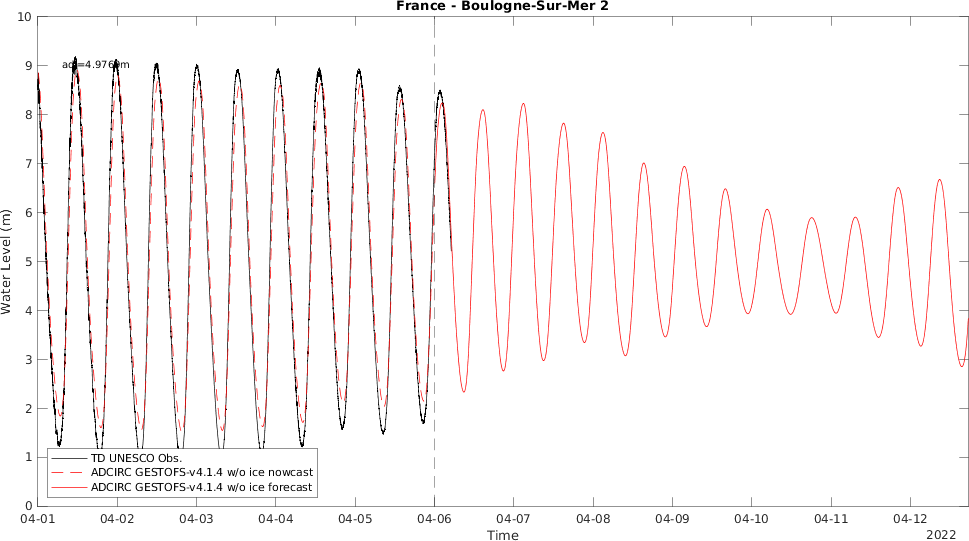 France - Boulogne-Sur-Mer 2
10
9
8
7
6
5
4
3
2
1
0
Water Level (m)
TD UNESCO Obs.
ADCIRC GESTOFS-v4.1.4 w/o ice nowcast
ADCIRC GESTOFS-v4.1.4 w/o ice forecast
04-01 04-02 04-03 04-04 04-05 04-06 04-07 04-08 04-09 04-10 04-11 04-12
Time
2022